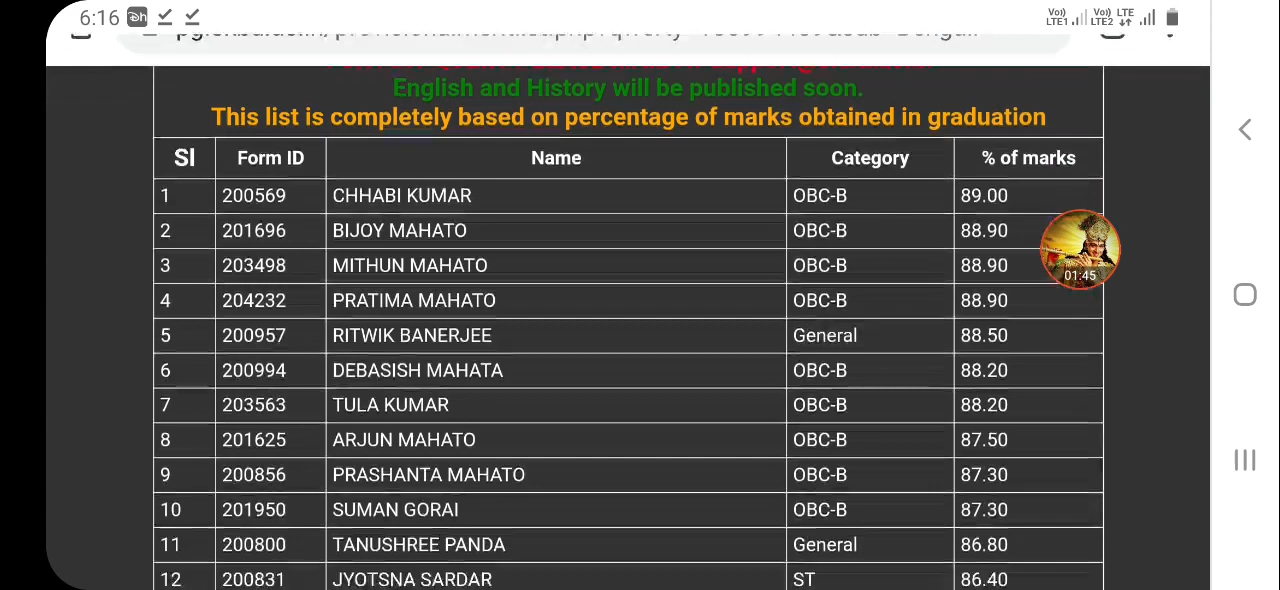 6:16 Dh Vo) LTE1 Vo) LTE LTE2
English and History will be published soon.
This list is completely based on percentage of marks obtained in graduation
Sl Form ID Name Category % of marks
1 200569 CHHABI KUMAR OBC-B 89.00
2 201696 BIJOY MAHATO OBC-B 88.90
3 203498 MITHUN MAHATO OBC-B 88.90
01:45
4 204232 PRATIMA MAHATO OBC-B 88.90
5 200957 RITWIK BANERJEE General 88.50
6 200994 DEBASISH MAHATA OBC-B 88.20
7 203563 TULA KUMAR OBC-B 88.20
8 201625 ARJUN MAHATO OBC-B 87.50
9 200856 PRASHANTA MAHATO OBC-B 87.30
10 201950 SUMAN GORAI OBC-B 87.30
11 200800 TANUSHREE PANDA General 86.80
12 200831 JYOTSNA SARDAR ST 86.40